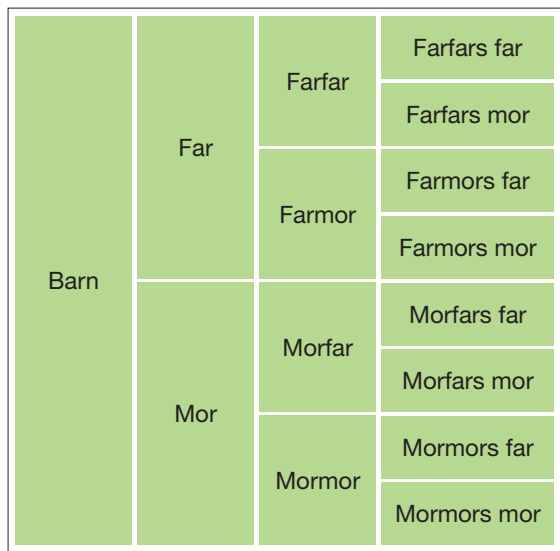 Barn
Far
Mor
Farfar
Farmor
Morfar
Mormor
Farfars far
Farfars mor
Farmors far
Farmors mor
Morfars far
Morfars mor
Mormors far
Mormors mor